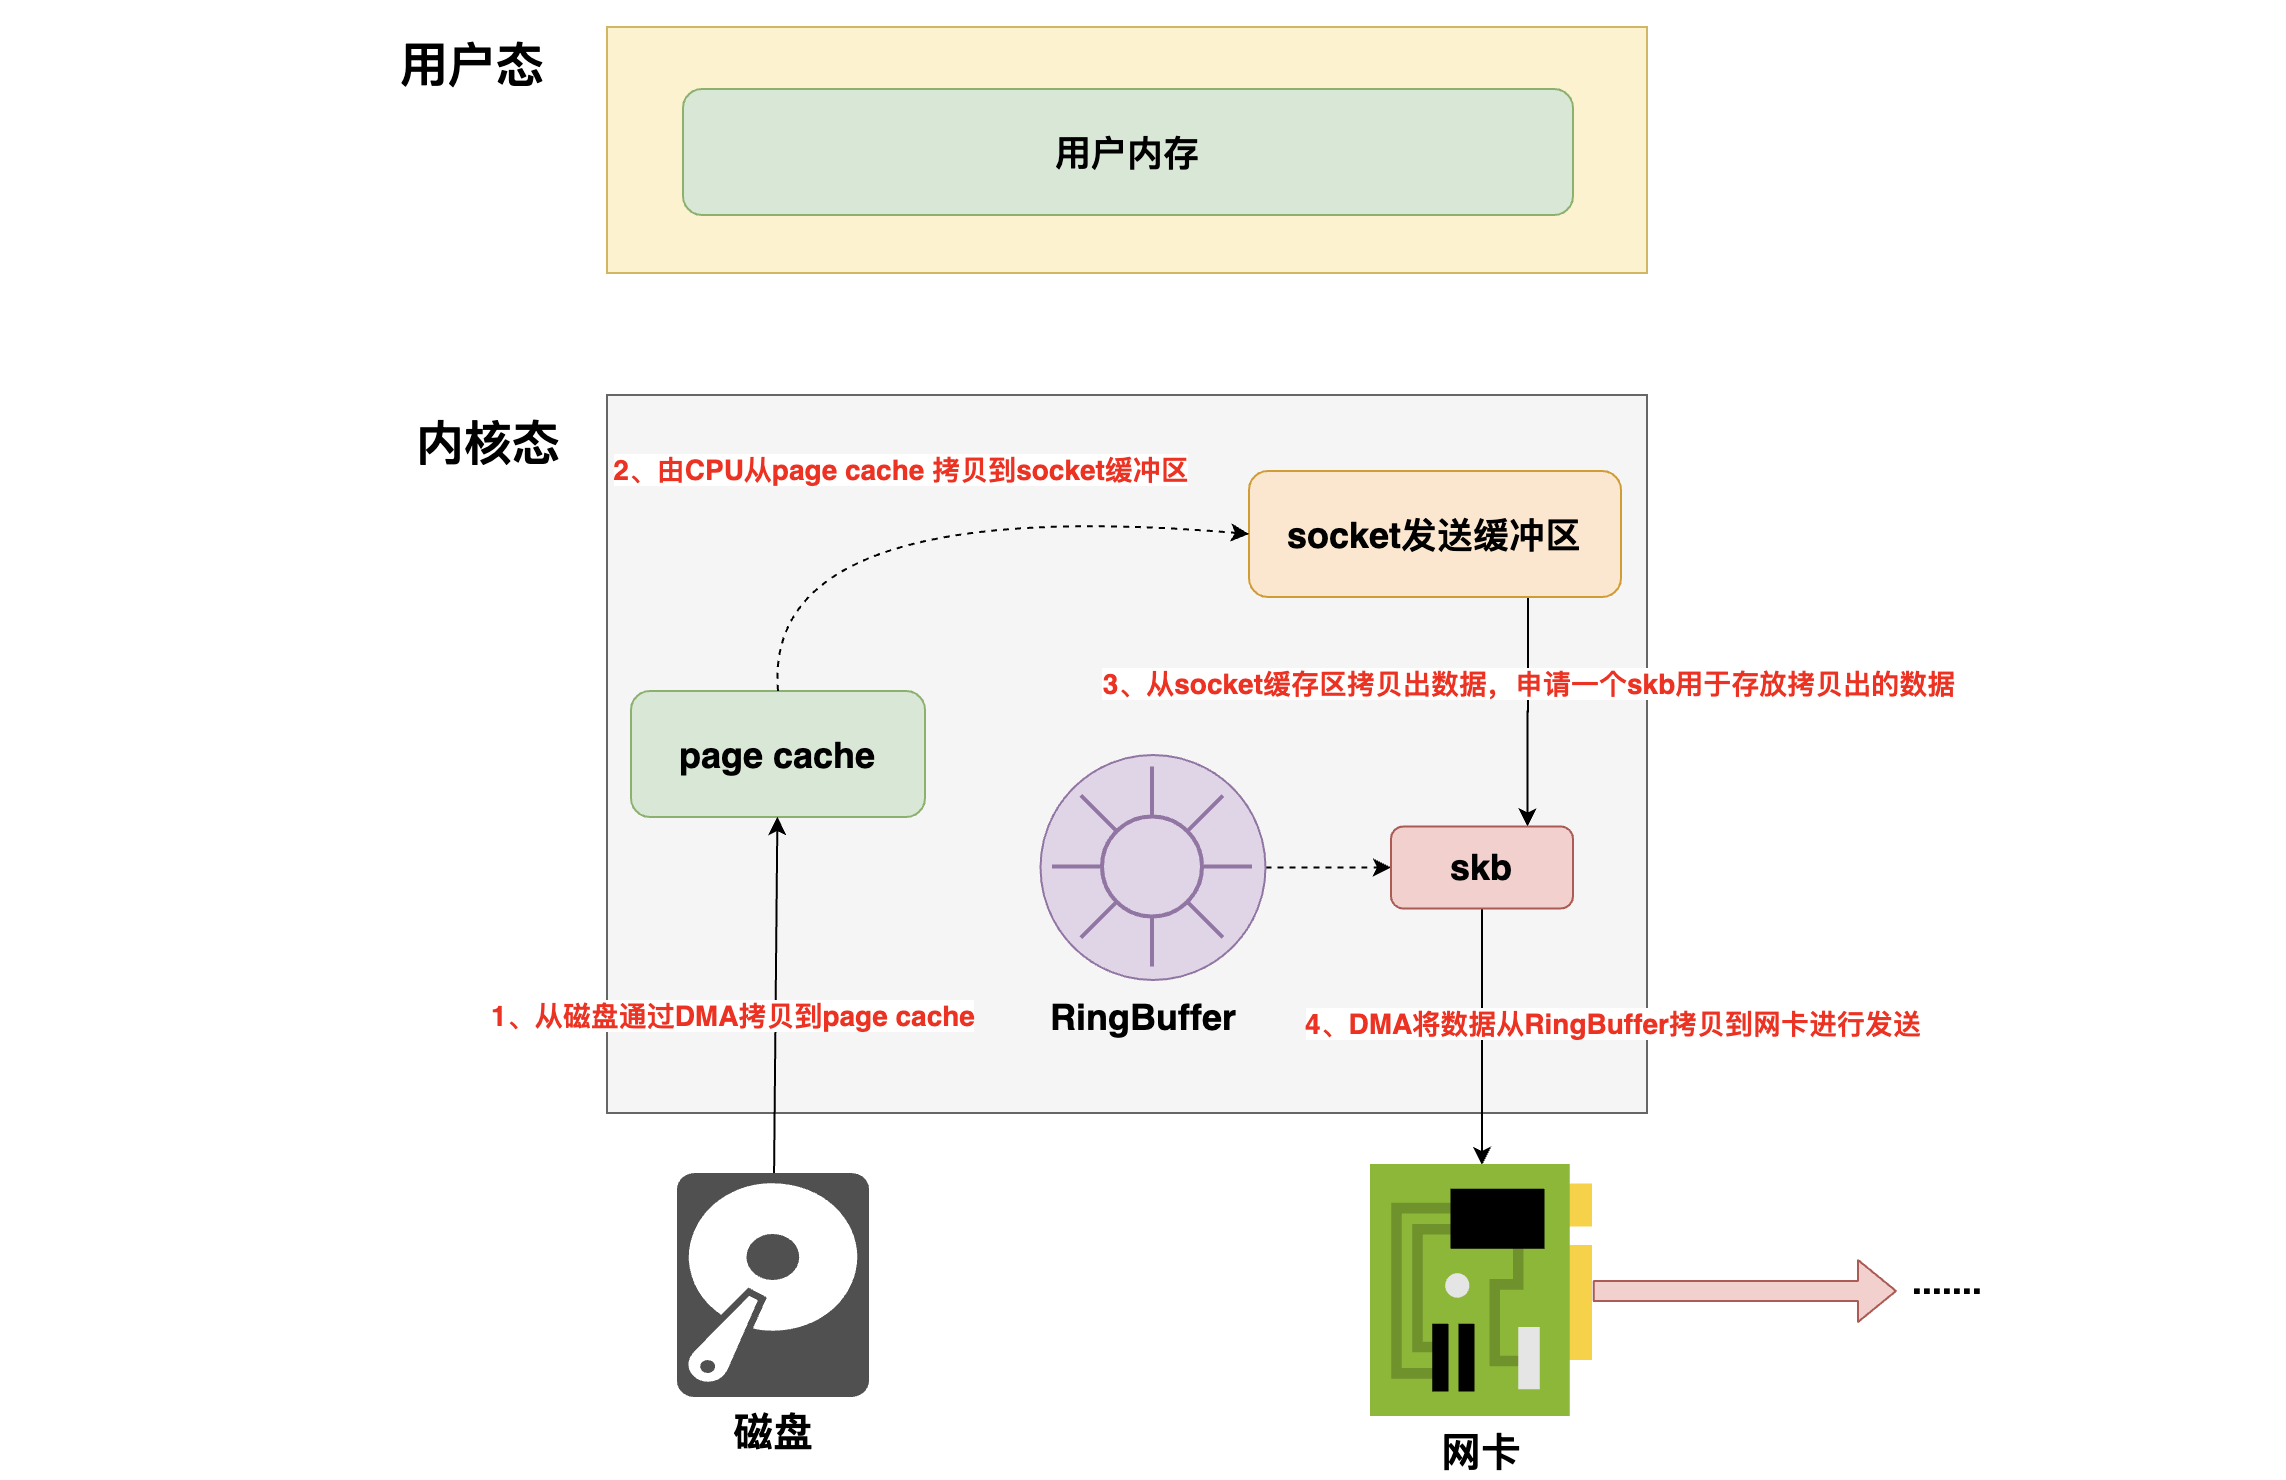 用户态
用户内存
内核态
2、由CPU从page cache 拷贝到socket缓冲区
socket发送缓冲区
3、从socket缓存区拷贝出数据，申请一个skb用于存放拷贝出的数据
page cache
skb
RingBuffer
1、从磁盘通过DMA拷贝到page cache
4、DMA将数据从RingBuffer拷贝到网卡进行发送
.......
磁盘
网卡